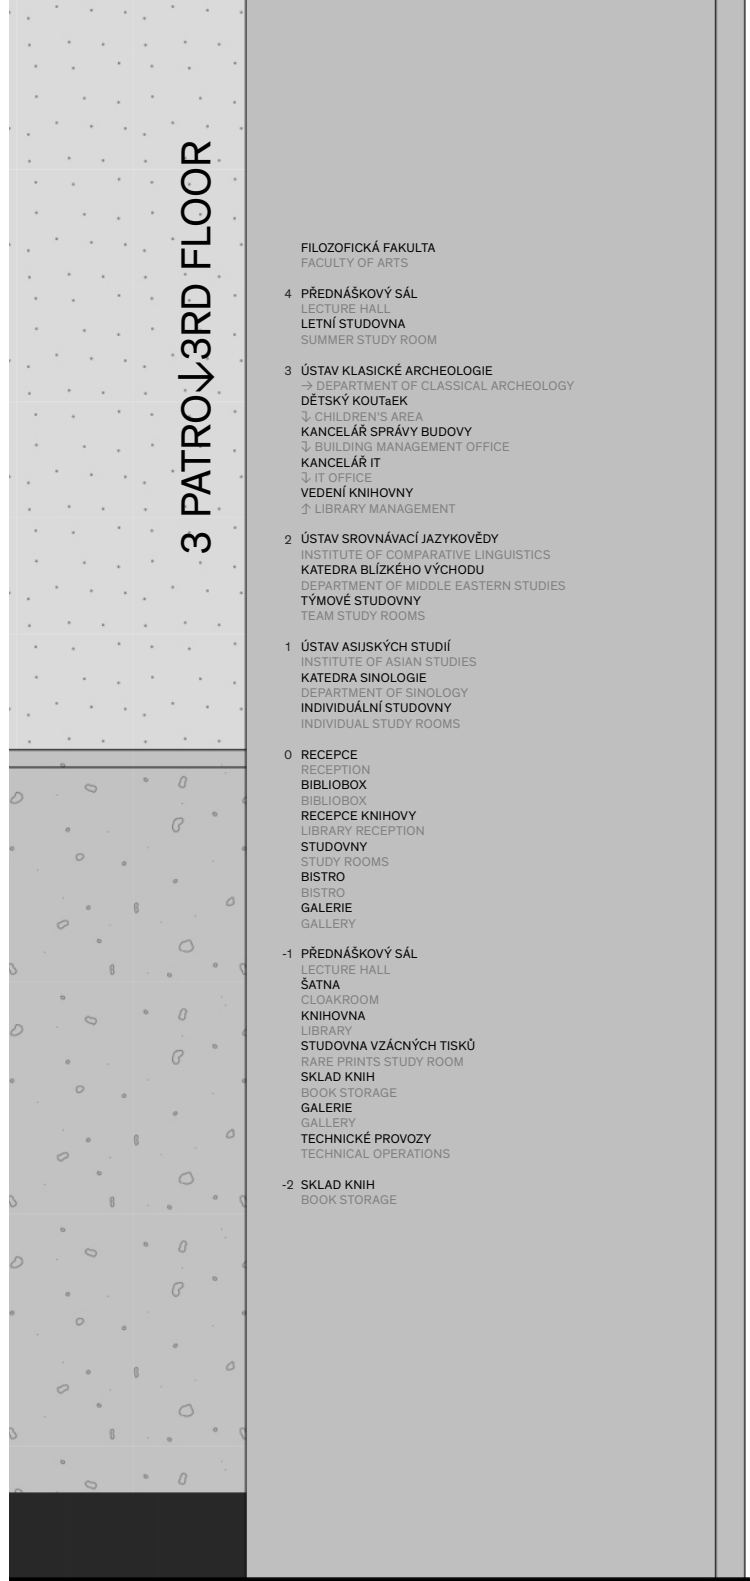 3 PATRO↓3RD FLOOR
FILOZOFICKÁ FAKULTA
FACULTY OF ARTS
4 PŘEDNÁŠKOVÝ SÁL
LECTURE HALL
LETNÍ STUDOVNA
SUMMER STUDY ROOM
3 ÚSTAV KLASICKÉ ARCHEOLOGIE
→ DEPARTMENT OF CLASSICAL ARCHEOLOGY
DĚTSKÝ KOUTaEK
↴ CHILDREN'S AREA
KANCELÁŘ SPRÁVY BUDOVY
↴ BUILDING MANAGEMENT OFFICE
KANCELÁŘ IT
↴ IT OFFICE
VEDENÍ KNIHOVNY
↑ LIBRARY MANAGEMENT
2 ÚSTAV SROVNÁVACÍ JAZYKOVĚDY
INSTITUTE OF COMPARATIVE LINGUISTICS
KATEDRA BLÍZKÉHO VÝCHODU
DEPARTMENT OF MIDDLE EASTERN STUDIES
TÝMOVÉ STUDOVNY
TEAM STUDY ROOMS
1 ÚSTAV ASIJSKÝCH STUDIÍ
INSTITUTE OF ASIAN STUDIES
KATEDRA SINOLOGIE
DEPARTMENT OF SINOLOGY
INDIVIDUÁLNÍ STUDOVNY
INDIVIDUAL STUDY ROOMS
0 RECEPCE
RECEPTION
BIBLIOBOX
BIBLIOBOX
RECEPCE KNIHOVY
LIBRARY RECEPTION
STUDOVNY
STUDY ROOMS
BISTRO
BISTRO
GALERIE
GALLERY
-1 PŘEDNÁŠKOVÝ SÁL
LECTURE HALL
ŠATNA
CLOAKROOM
KNIHOVNA
LIBRARY
STUDOVNA VZÁCNÝCH TISKŮ
RARE PRINTS STUDY ROOM
SKLAD KNIH
BOOK STORAGE
GALERIE
GALLERY
TECHNICKÉ PROVOZY
TECHNICAL OPERATIONS
-2 SKLAD KNIH
BOOK STORAGE